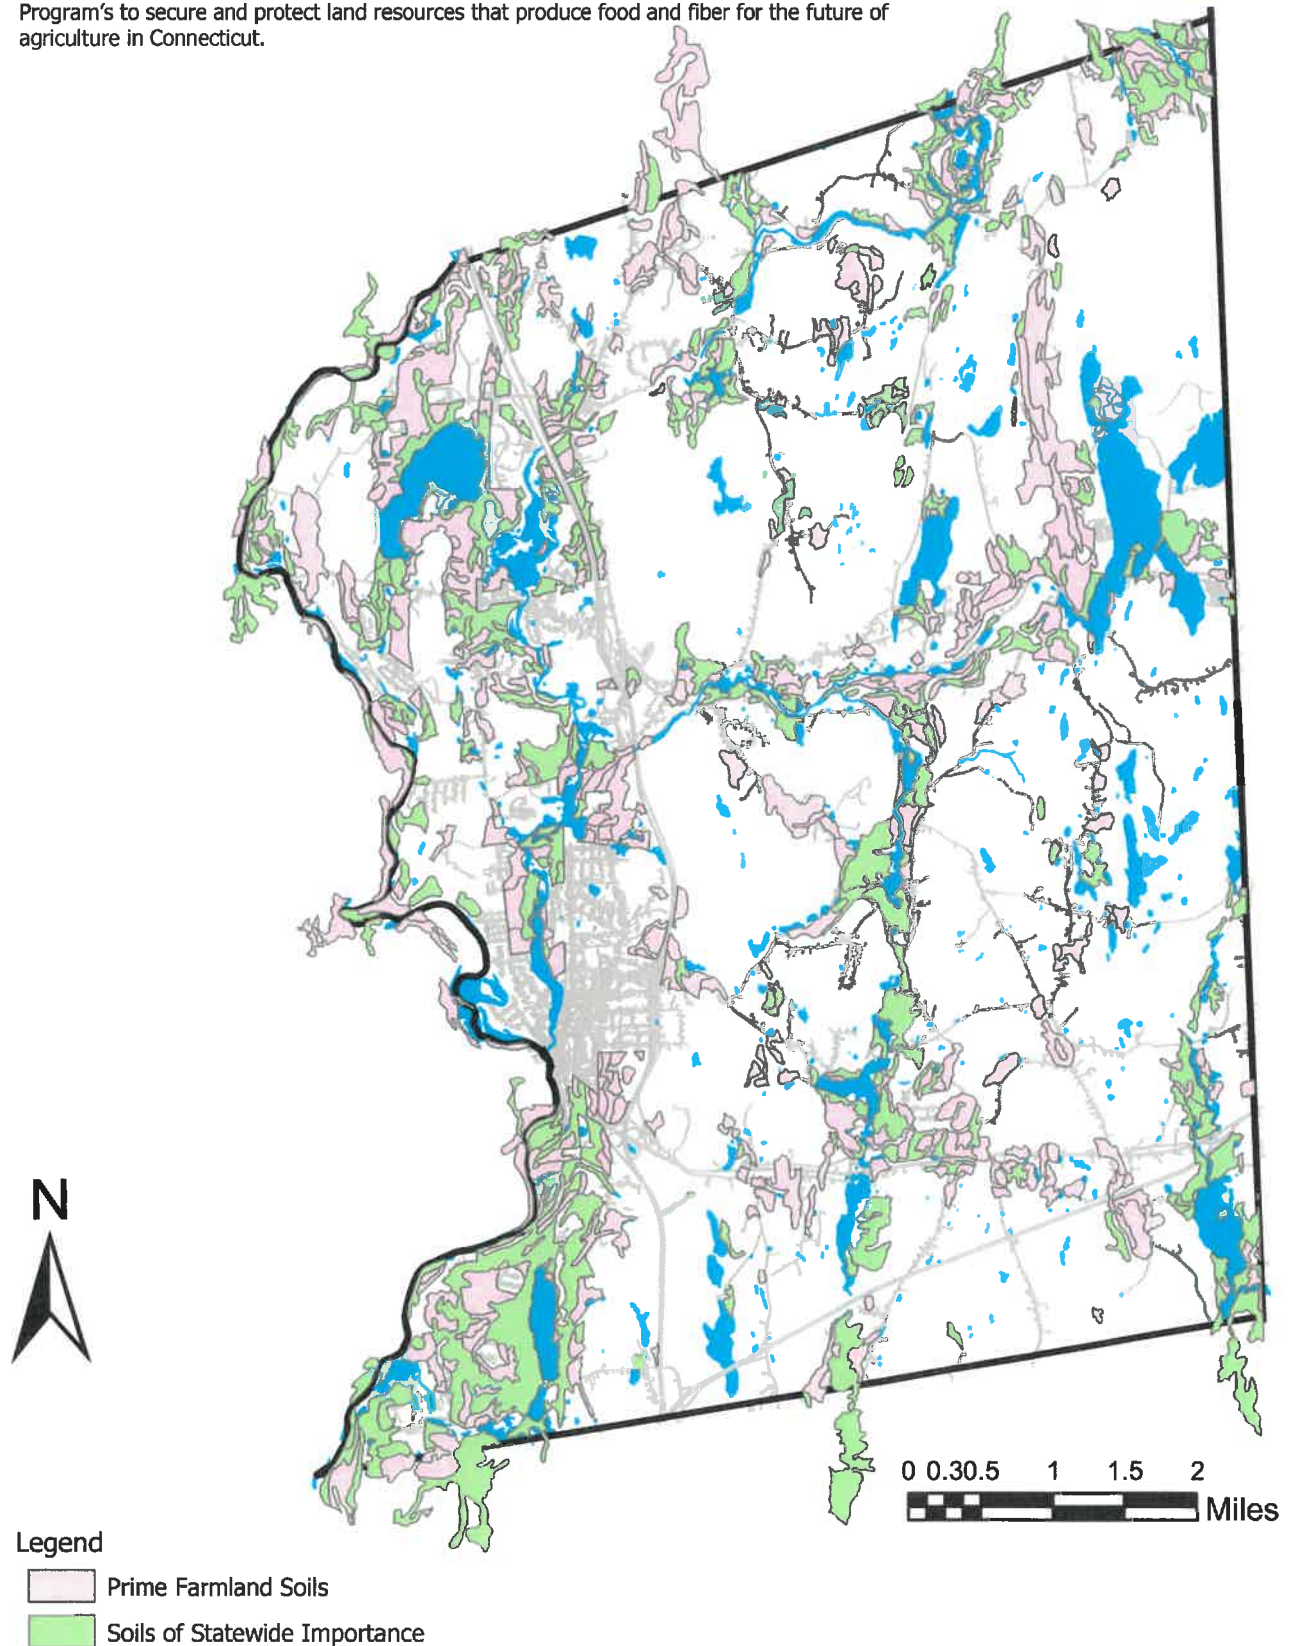 Program's to secure and protect land resources that produce food and fiber for the future of
agriculture in Connecticut.
N
0 0.30.5 1 1.5 2
Miles
Legend
Prime Farmland Soils
Soils of Statewide Importance